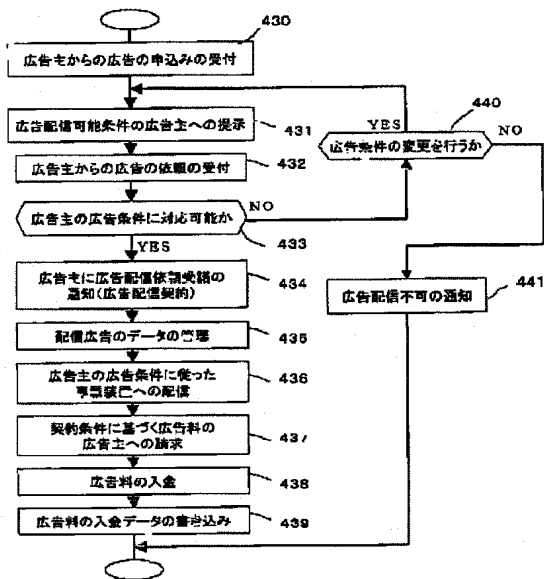 430
広告主からの広告の申込みの受付
440
広告配信可能条件の広告主への提示
431
YES
NO
広告条件の変更を行うか
広告主からの広告の依頼の受付
432
広告主の広告条件に対応可能か
NO
433
YES
広告主に広告配信依頼受諾の
通知(広告配信契約)
434
広告配信不可の通知
441
配信広告のデータの管理
435
広告主の広告条件に従った
への配信
436
契約条件に基づく広告料の
広告主への請求
437
広告料の入金
438
広告料の入金データの書き込み
439